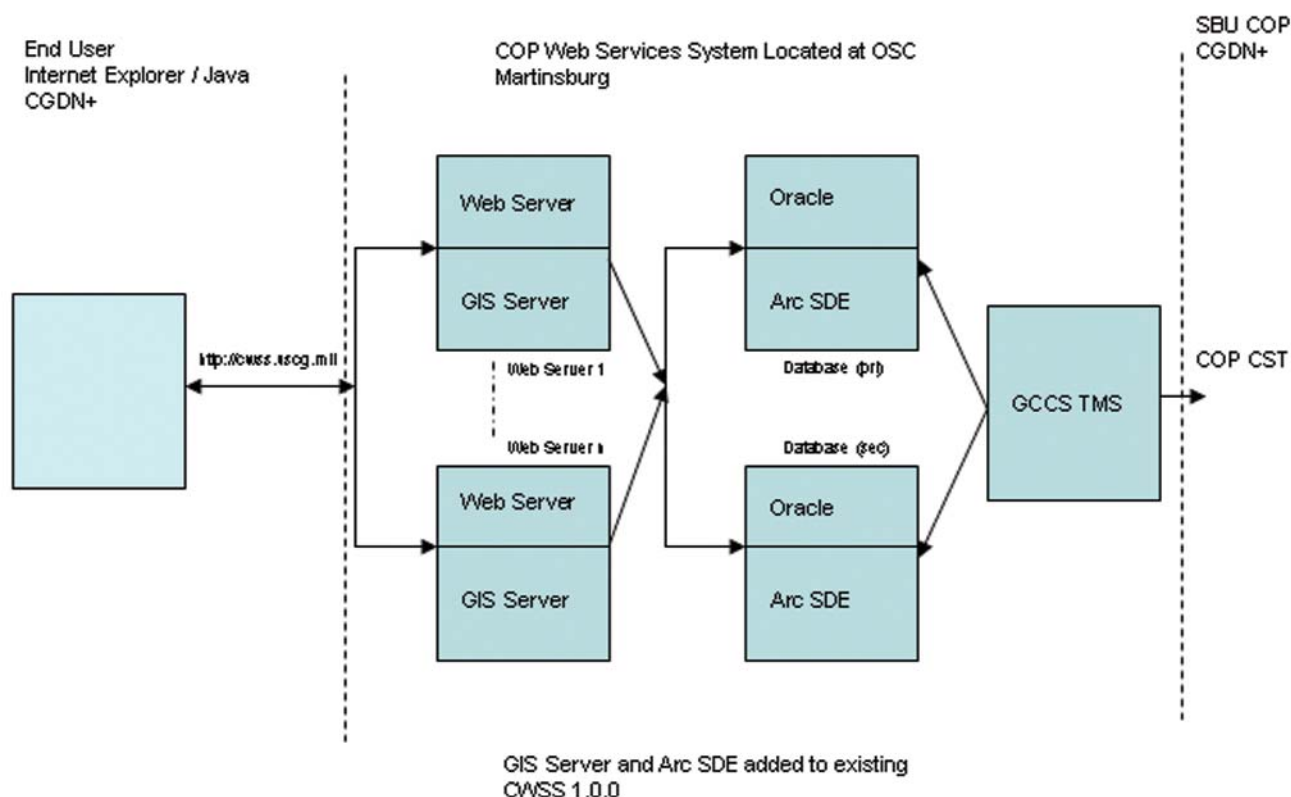 End User
Internet Explorer / Java
CGDN+
COP Web Services System Located at OSC
Martinsburg
SBU COP
CGDN+
Web Server
GIS Server
Web Server 1
Oracle
Arc SDE
Database (pri)
http://cwss.uscg.mil
GCCS TMS
COP CST
Web Server n
Web Server
GIS Server
Database (sec)
Oracle
Arc SDE
GIS Server and Arc SDE added to existing
CWSS 1.0.0